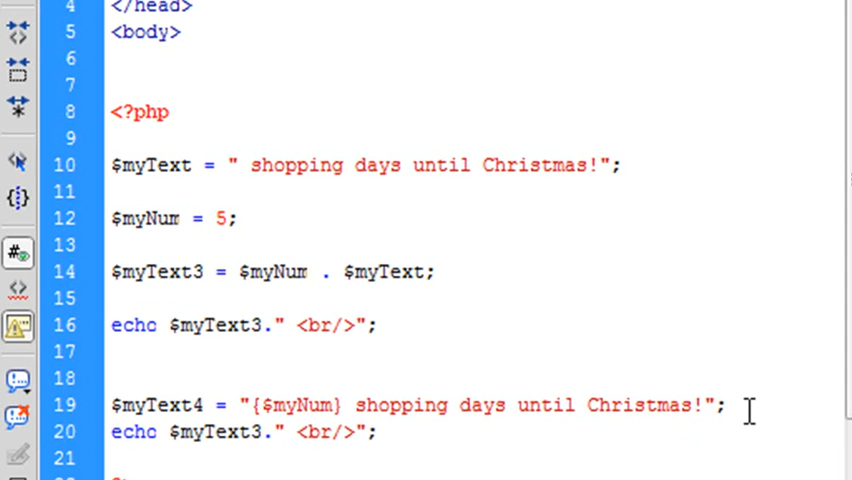 4 </head>
5 <body>
6
7
8 <?php
9
10 $myText = " shopping days until Christmas!";
11
12 $myNum = 5;
13
14 $myText3 = $myNum . $myText;
15
16 echo $myText3." <br/>";
17
18
19 $myText4 = "{$myNum} shopping days until Christmas!";
20 echo $myText3." <br/>";
21